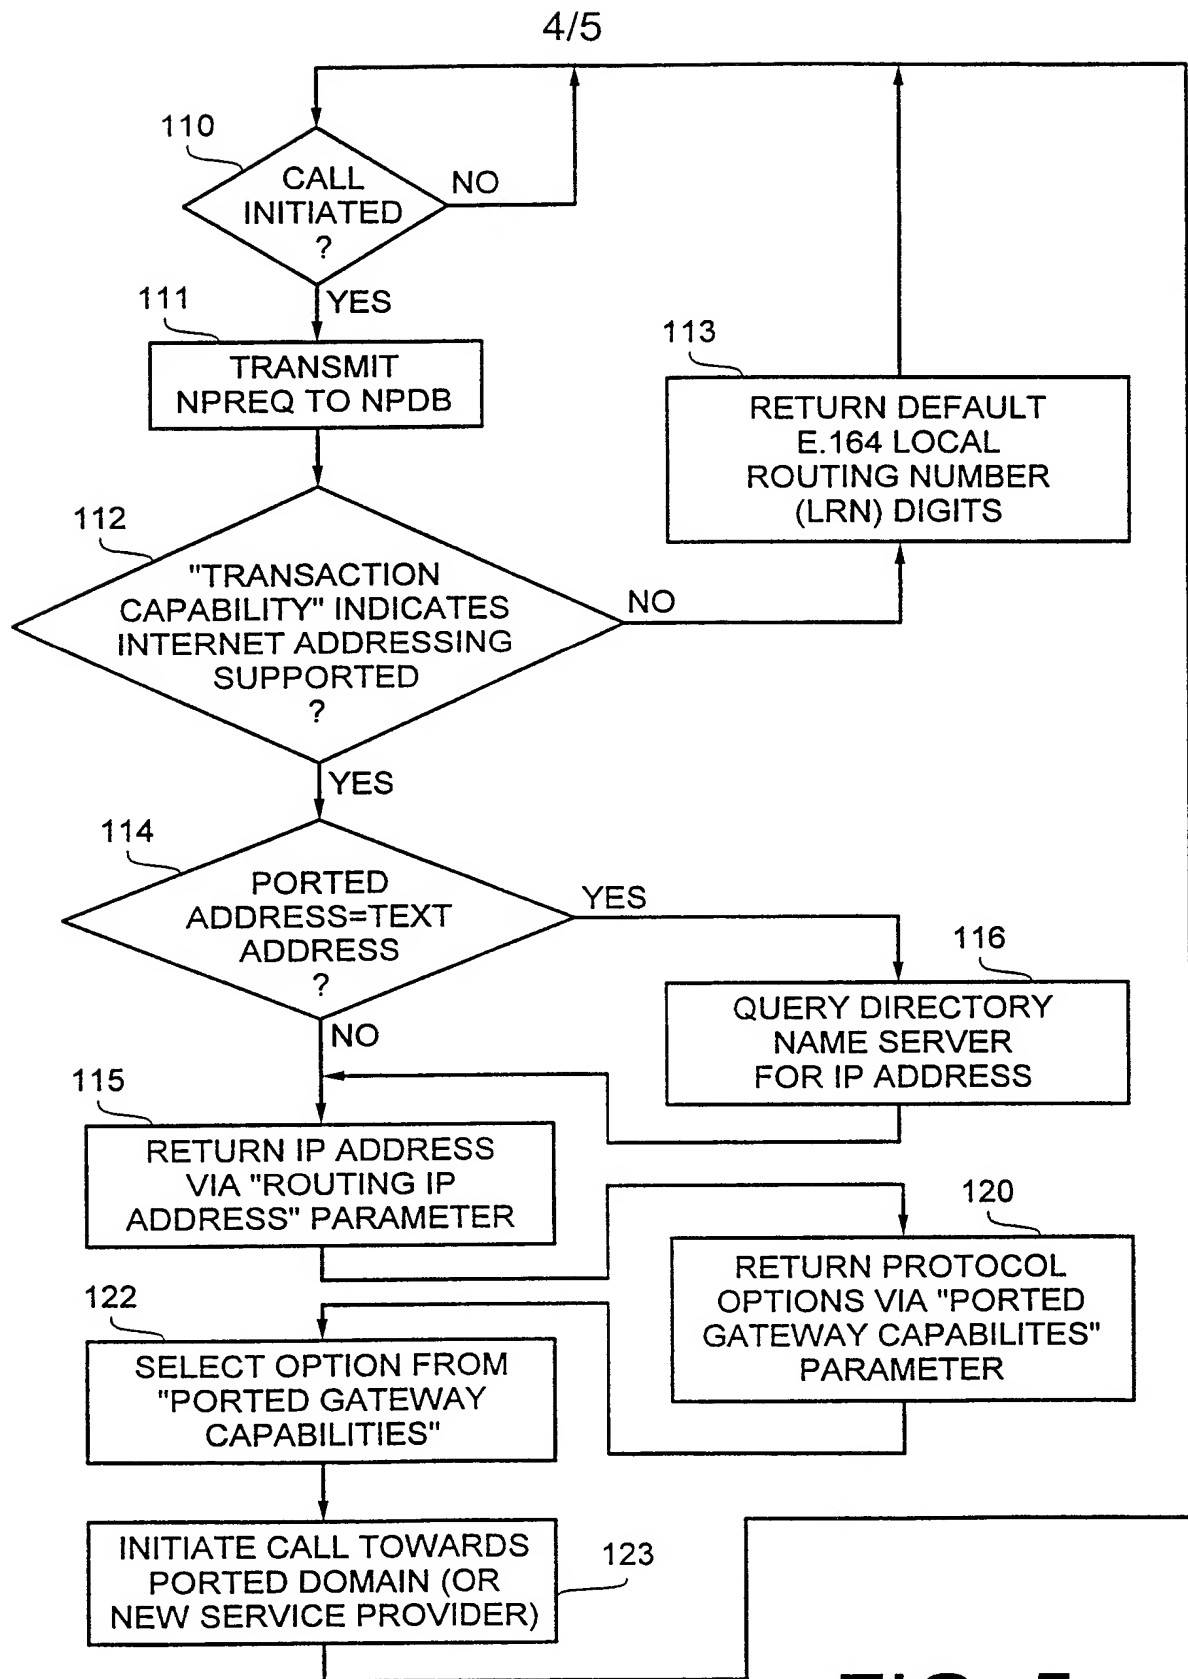 4/5
110
CALL
INITIATED
?
NO
YES
111
TRANSMIT
NPREQ TO NPDB
113
RETURN DEFAULT
E.164 LOCAL
ROUTING NUMBER
(LRN) DIGITS
112
"TRANSACTION
CAPABILITY" INDICATES
INTERNET ADDRESSING
SUPPORTED
?
NO
YES
114
PORTED
ADDRESS=TEXT
ADDRESS
?
YES
NO
116
QUERY DIRECTORY
NAME SERVER
FOR IP ADDRESS
115
RETURN IP ADDRESS
VIA "ROUTING IP
ADDRESS" PARAMETER
120
RETURN PROTOCOL
OPTIONS VIA "PORTED
GATEWAY CAPABILITES"
PARAMETER
122
SELECT OPTION FROM
"PORTED GATEWAY
CAPABILITIES"
INITIATE CALL TOWARDS
PORTED DOMAIN (OR
NEW SERVICE PROVIDER)
123